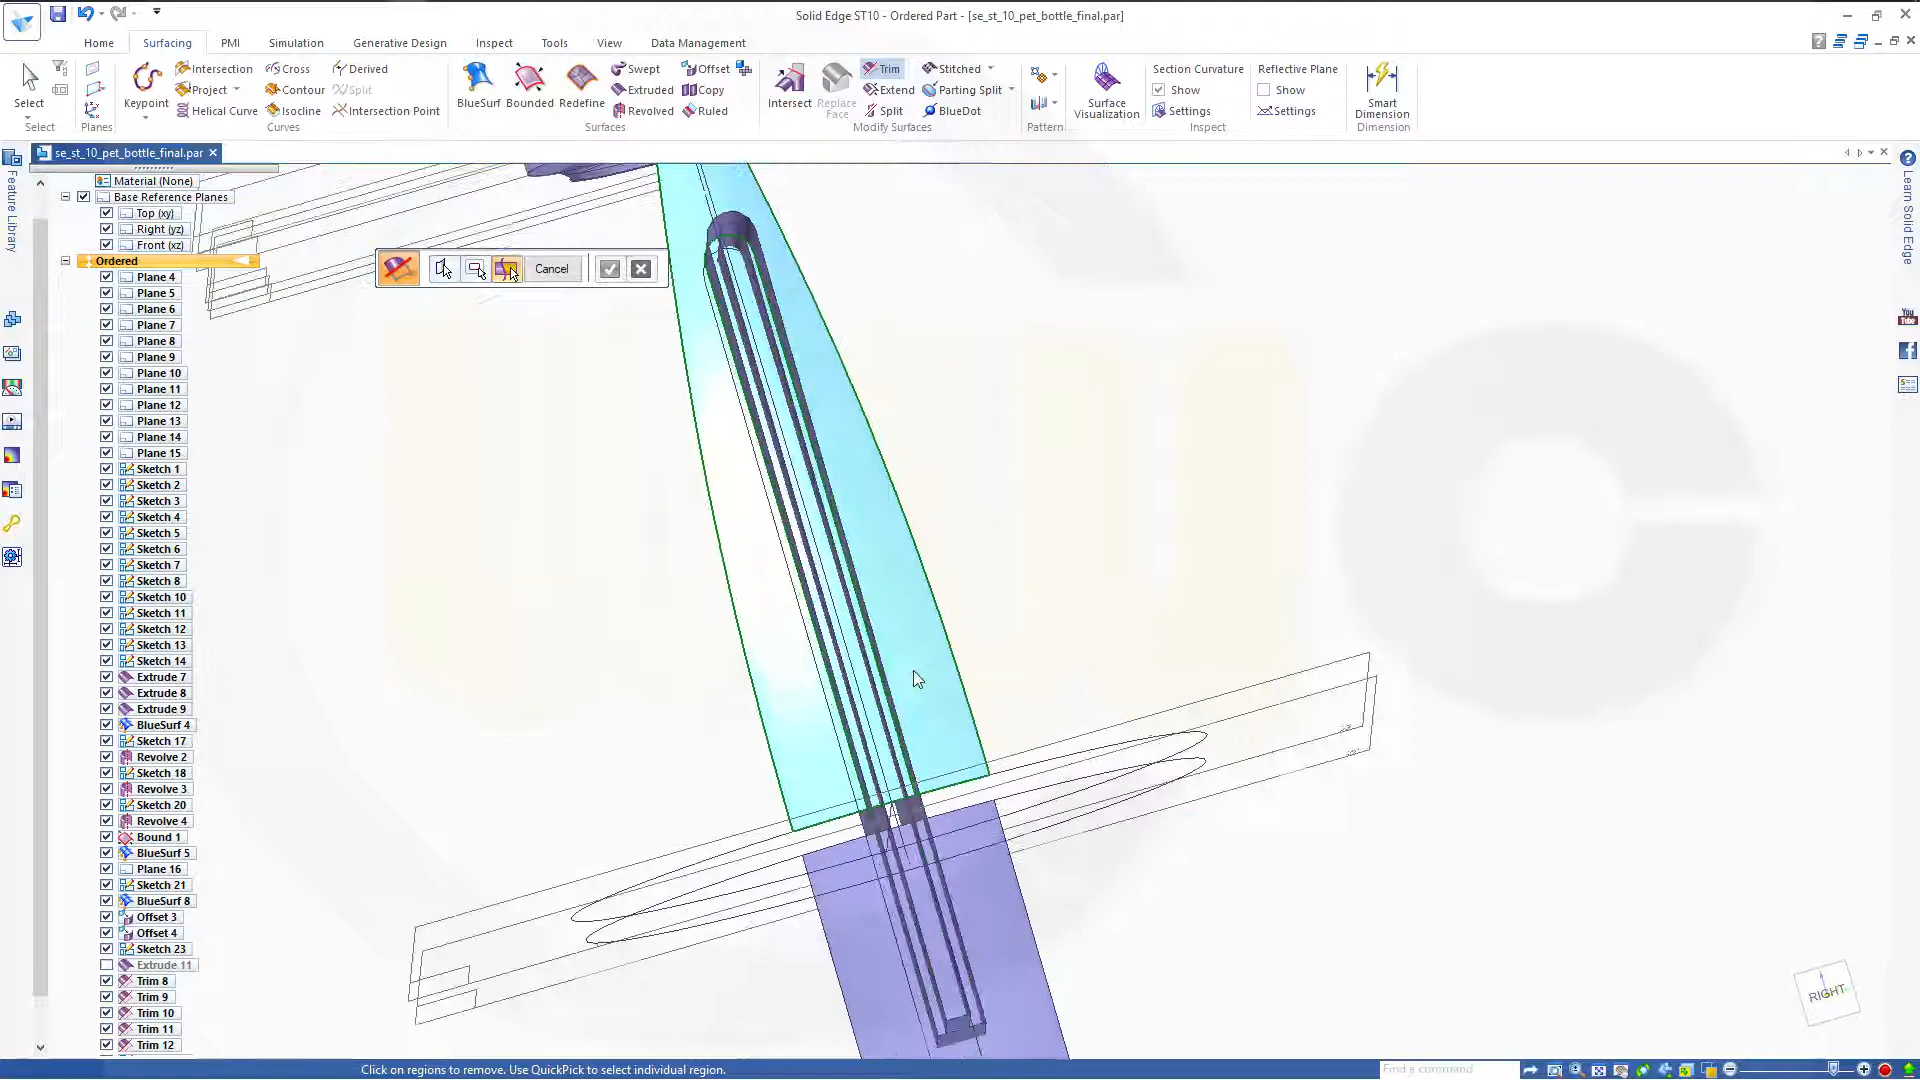 Solid Edge ST10 - Ordered Part - [se_st_10_pet_bottle_final.par]
Home Surfacing PMI Simulation Generative Design Inspect Tools View Data Management
Select
Select
Planes
Keypoint
Intersection
Project
Helical Curve
Cross
Contour
Isocline
Derived
Split
Intersection Point
Curves
BlueSurf
Bounded
Redefine
Swept
Extruded
Revolved
Offset
Copy
Ruled
Surfaces
Intersect
Replace Face
Trim
Extend
Split
Stitched
Parting Split
BlueDot
Modify Surfaces
Pattern
Surface Visualization
Section Curvature
Show
Settings
Inspect
Reflective Plane
Show
Settings
Smart Dimension
Dimension
se_st_10_pet_bottle_final.par
Feature Library
Learn Solid Edge
You Tube
Material (None)
Base Reference Planes
Top (xy)
Right (yz)
Front (xz)
Ordered
Plane 4
Plane 5
Plane 6
Plane 7
Plane 8
Plane 9
Plane 10
Plane 11
Plane 12
Plane 13
Plane 14
Plane 15
Sketch 1
Sketch 2
Sketch 3
Sketch 4
Sketch 5
Sketch 6
Sketch 7
Sketch 8
Sketch 10
Sketch 11
Sketch 12
Sketch 13
Sketch 14
Extrude 7
Extrude 8
Extrude 9
BlueSurf 4
Sketch 17
Revolve 2
Sketch 18
Revolve 3
Sketch 20
Revolve 4
Bound 1
BlueSurf 5
Plane 16
Sketch 21
BlueSurf 8
Offset 3
Offset 4
Sketch 23
Extrude 11
Trim 8
Trim 9
Trim 10
Trim 11
Trim 12
Cancel
RIGHT
Click on regions to remove. Use QuickPick to select individual region.
Find a command